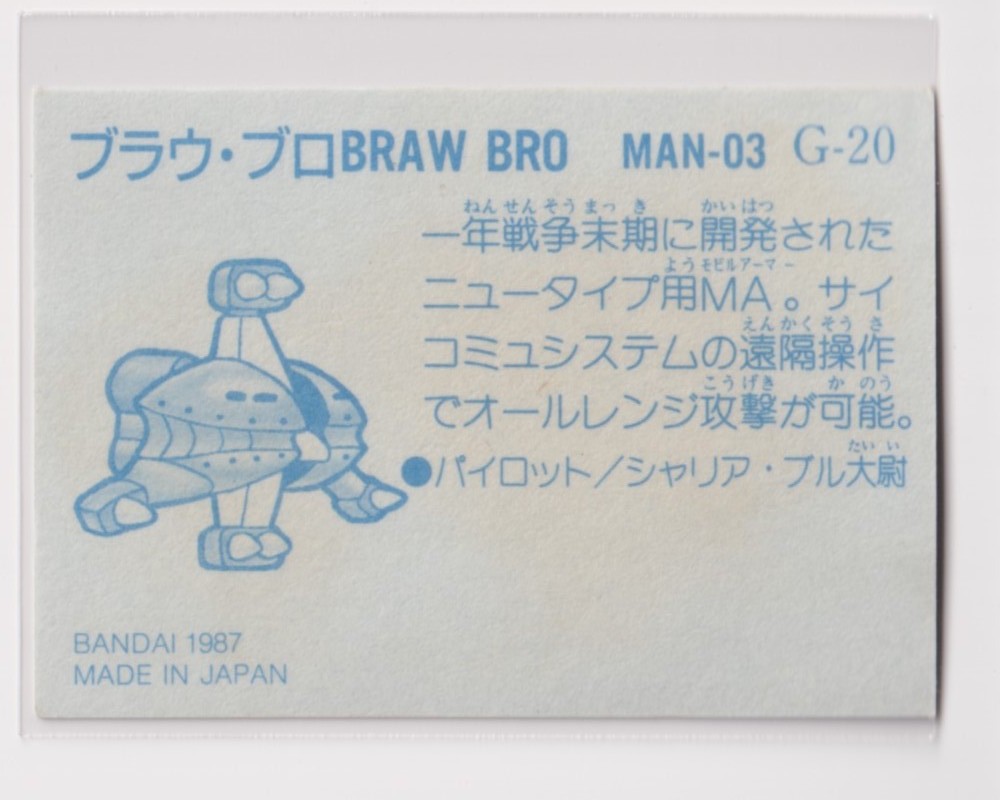 ブラウ・ブロ BRAW BRO MAN-03 G-20
ねんせんそうまっき かいはつ
一年戦争末期に開発された
ようモビルアーマー
ニュータイプ用MA。サイ
えんかくそうさ
コミュシステムの遠隔操作
こうげき かのう
でオールレンジ攻撃が可能。
たいい
●パイロット/シャリア・ブル大尉
BANDAI 1987
MADE IN JAPAN